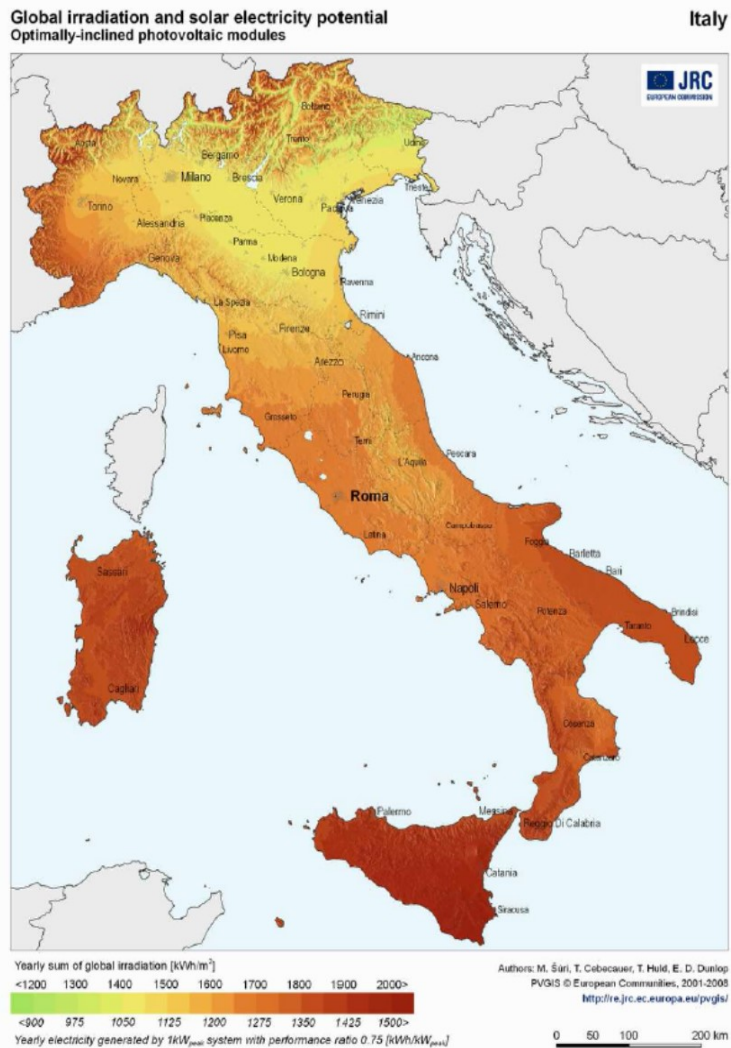 Global irradiation and solar electricity potential
Optimally-inclined photovoltaic modules
Italy
JRC
EUROPEAN COMMISSION
Bolzano
Aosta
Trento
Udine
Bergamo
Novara
Milano
Brescia
Trieste
Verona
Venezia
Padova
Torino
Alessandria
Piacenza
Parma
Genova
Modena
Bologna
Ravenna
La Spezia
Rimini
Firenze
Pisa
Livorno
Ancona
Arezzo
Perugia
Grosseto
Terni
Pescara
L'Aquila
Roma
Campobasso
Latina
Foggia
Barletta
Sassari
Bari
Napoli
Salerno
Potenza
Brindisi
Taranto
Lecce
Cagliari
Cosenza
Catanzaro
Palermo
Messina
Reggio Di Calabria
Catania
Siracusa
Yearly sum of global irradiation [kWh/m²]
<1200 1300 1400 1500 1600 1700 1800 1900 2000>
<900 975 1050 1125 1200 1275 1350 1425 1500>
Yearly electricity generated by 1kWpeak system with performance ratio 0.75 [kWh/kWpeak]
Authors: M. Šúri, T. Cebecauer, T. Huld, E. D. Dunlop
PVGIS © European Communities, 2001-2008
http://re.jrc.ec.europa.eu/pvgis/
0 50 100 200 km